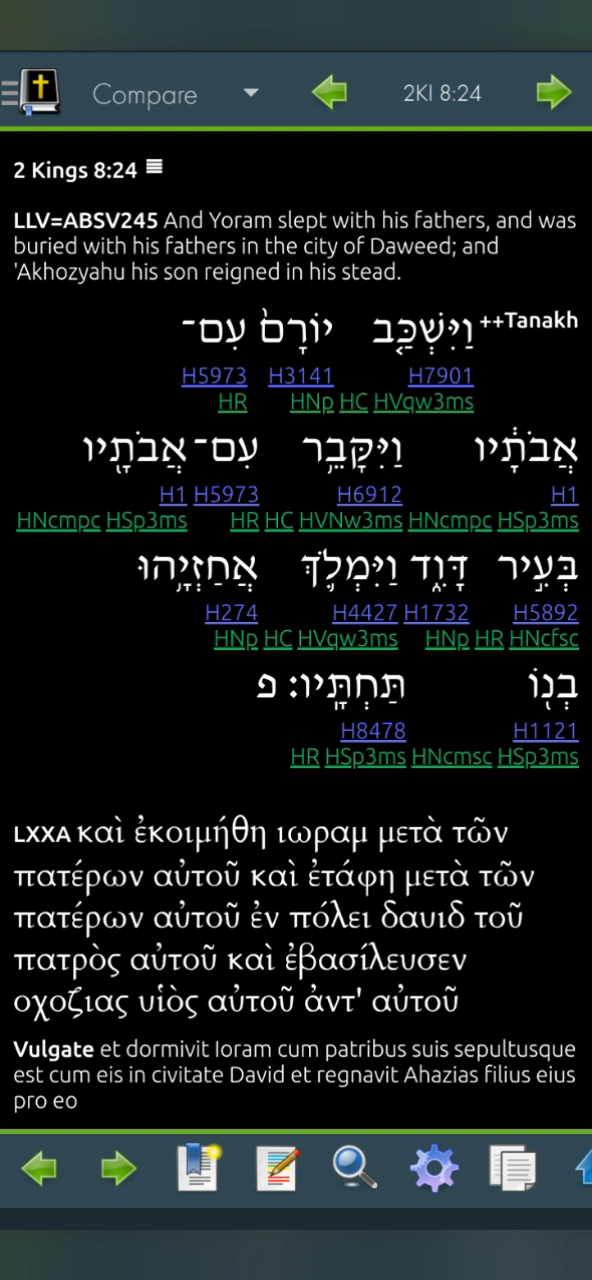 Compare 2KI 8:24
2 Kings 8:24
LLV=ABSV245 And Yoram slept with his fathers, and was
buried with his fathers in the city of Daweed; and
'Akhozyahu his son reigned in his stead.
++Tanakh וַיִּשְׁכַּ֤ב יוֹרָם֙ עִם־
H5973 H3141 H7901
HR HNp HC HVqw3ms
אֲבֹתָ֔יו וַיִּקָּבֵ֥ר עִם־אֲבֹתָ֖יו
H1 H5973 H6912 H1
HNcmpc HSp3ms HR HC HVNw3ms HNcmpc HSp3ms
בְּעִ֣יר דָּוִ֑ד וַיִּמְלֹ֛ךְ אֲחַזְיָ֥הוּ
H274 H4427 H1732 H5892
HNp HC HVqw3ms HNp HR HNcfsc
בְנ֖וֹ תַּחְתָּֽיו׃ פ
H8478 H1121
HR HSp3ms HNcmsc HSp3ms
LXXA καὶ ἐκοιμήθη ιωραμ μετὰ τῶν
πατέρων αὐτοῦ καὶ ἐτάφη μετὰ τῶν
πατέρων αὐτοῦ ἐν πόλει δαυιδ τοῦ
πατρὸς αὐτοῦ καὶ ἐβασίλευσεν
οχοζιας υἱὸς αὐτοῦ ἀντ' αὐτοῦ
Vulgate et dormivit Ioram cum patribus suis sepultusque
est cum eis in civitate David et regnavit Ahazias filius eius
pro eo